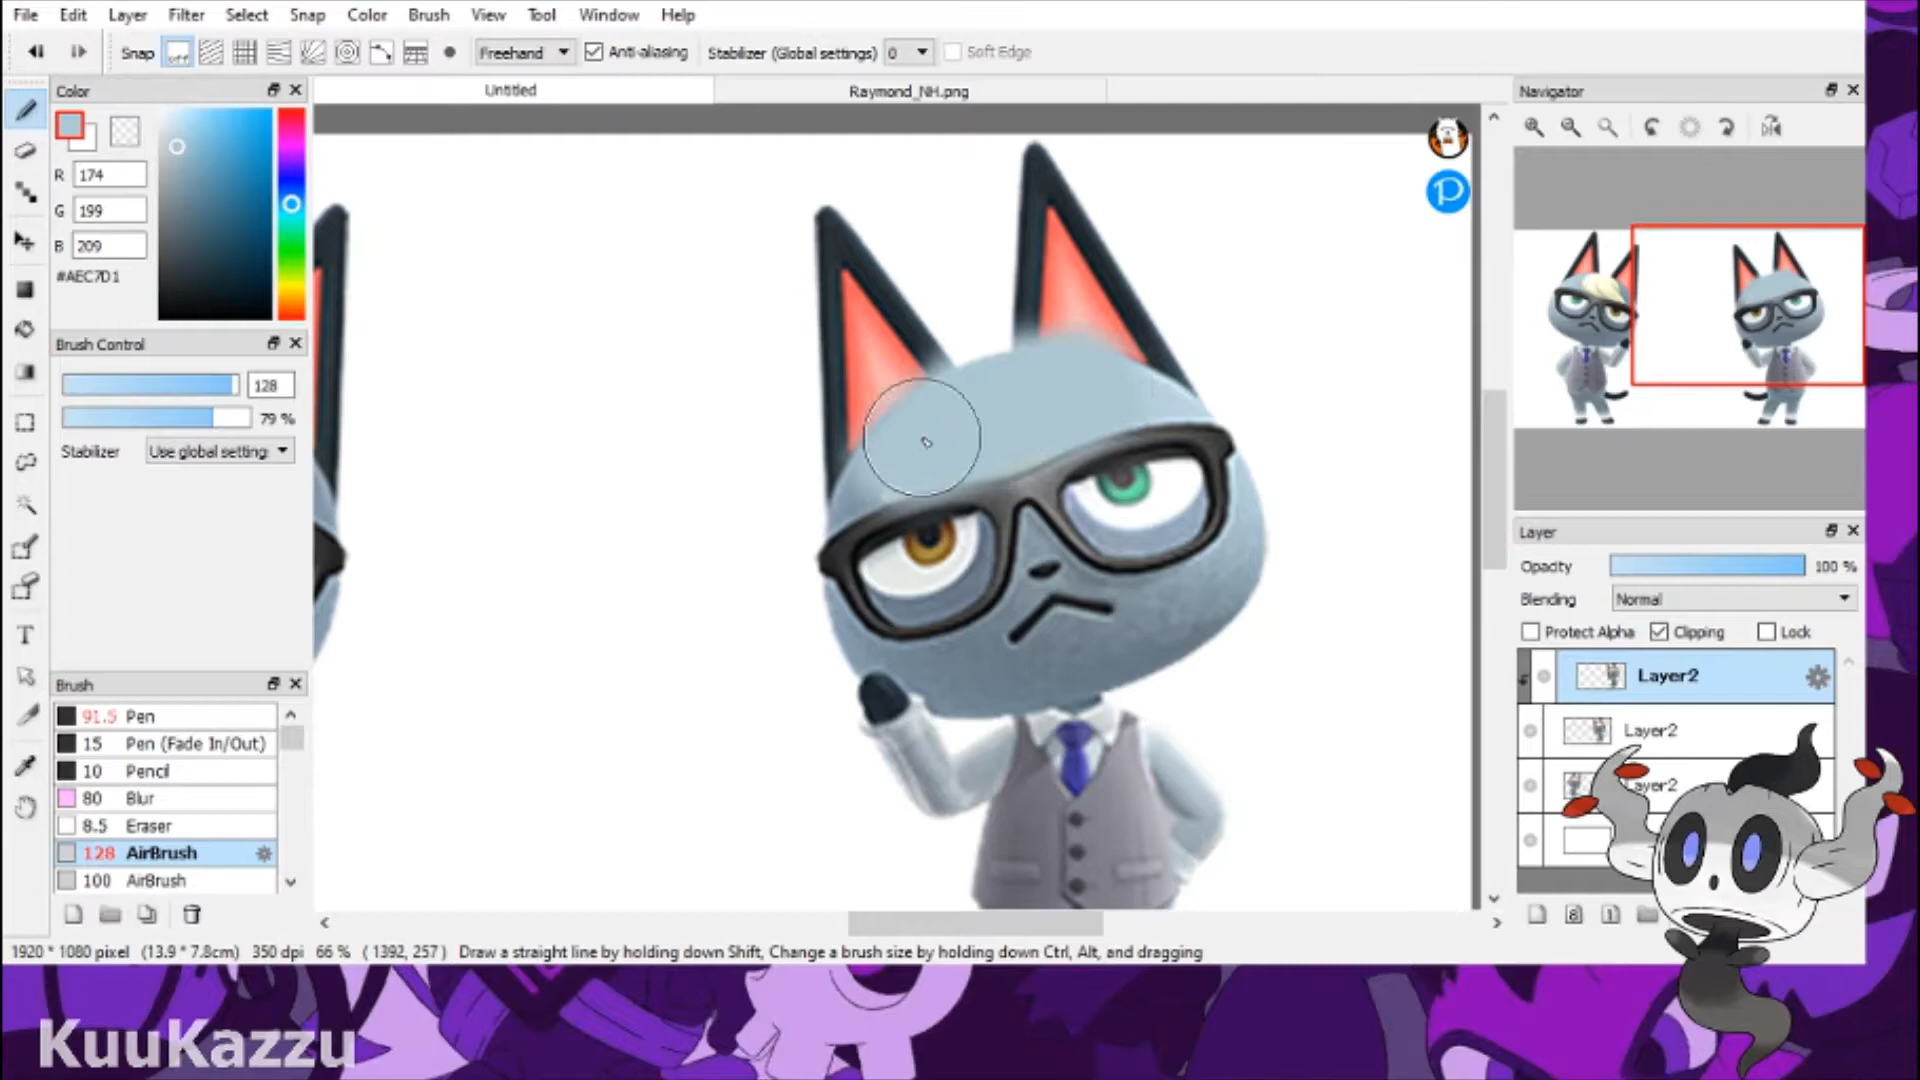 File Edit Layer Filter Select Snap Color Brush View Tool Window Help
Snap off Freehand Anti-aliasing Stabilizer (Global settings) 0 Soft Edge
Color
Untitled
Raymond_NH.png
Navigator
R 174
G 199
B 209
#AEC7D1
Brush Control
128
79 %
Stabilizer Use global setting
Brush
91.5 Pen
15 Pen (Fade In/Out)
10 Pencil
80 Blur
8.5 Eraser
128 AirBrush
100 AirBrush
T
P
Layer
Opacity 100 %
Blending Normal
Protect Alpha Clipping Lock
Layer2
Layer2
ayer2
8 1
1920 * 1080 pixel (13.9 * 7.8cm) 350 dpi 66 % ( 1392, 257 ) Draw a straight line by holding down Shift, Change a brush size by holding down Ctrl, Alt, and dragging
KuuKazzu